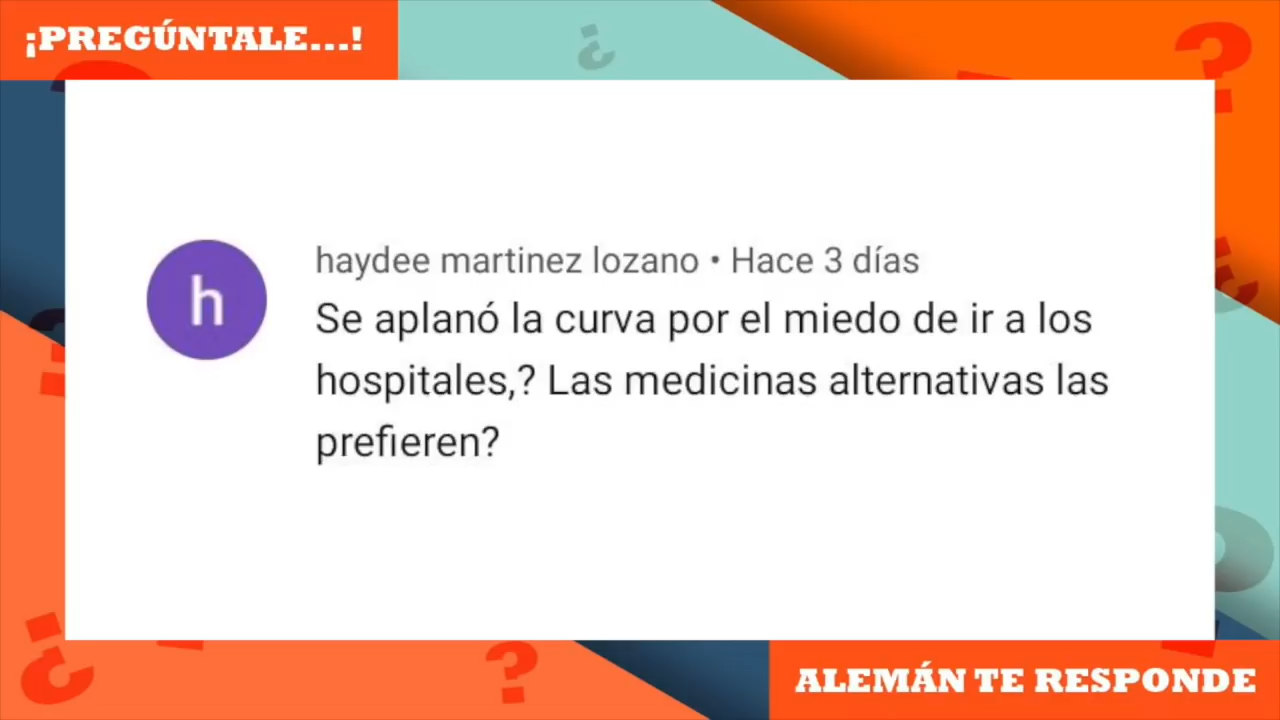 ¡PREGÚNTALE...!
h
haydee martinez lozano • Hace 3 días
Se aplanó la curva por el miedo de ir a los
hospitales,? Las medicinas alternativas las
prefieren?
ALEMÁN TE RESPONDE